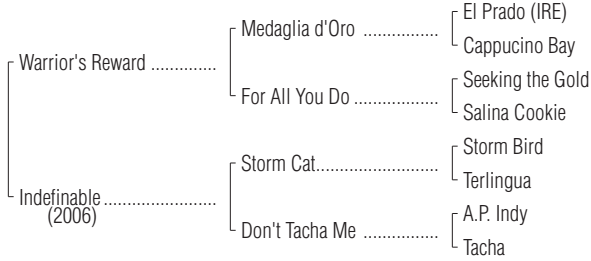 El Prado (IRE)
Medaglia d'Oro ................
Cappucino Bay
Warrior's Reward ..............
Seeking the Gold
For All You Do ..................
Salina Cookie
Storm Bird
Storm Cat..........................
Terlingua
Indefinable ........................
(2006)
A.P. Indy
Don't Tacha Me ................
Tacha